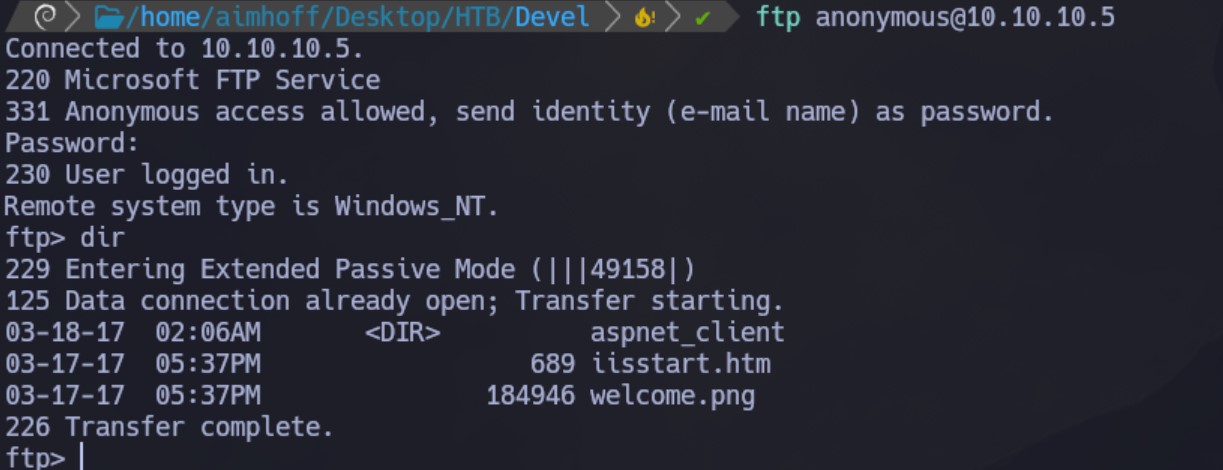 /home/aimhoff/Desktop/HTB/Devel ftp anonymous@10.10.10.5
Connected to 10.10.10.5.
220 Microsoft FTP Service
331 Anonymous access allowed, send identity (e-mail name) as password.
Password:
230 User logged in.
Remote system type is Windows_NT.
ftp> dir
229 Entering Extended Passive Mode (|||49158|)
125 Data connection already open; Transfer starting.
03-18-17  02:06AM       <DIR>          aspnet_client
03-17-17  05:37PM                  689 iisstart.htm
03-17-17  05:37PM               184946 welcome.png
226 Transfer complete.
ftp>